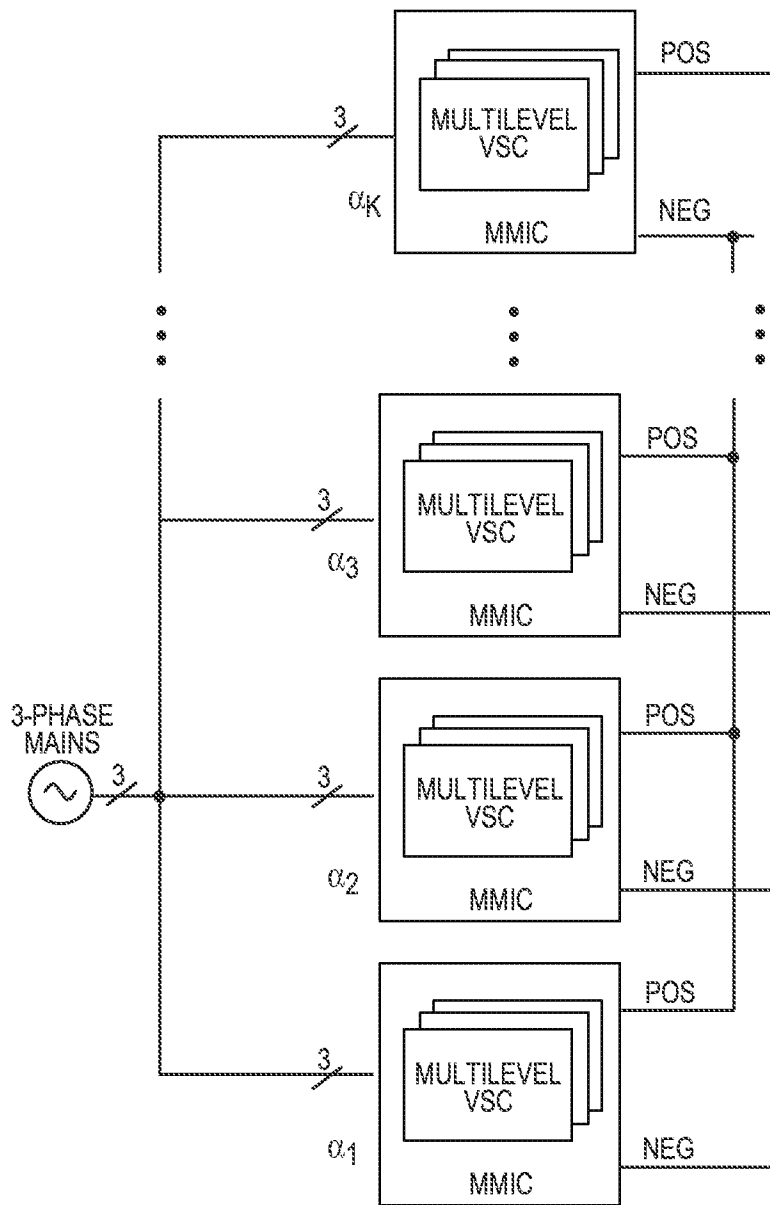 POS
3
MULTILEVEL
VSC
αK
NEG
MMIC
POS
3
MULTILEVEL
VSC
α3
NEG
MMIC
3-PHASE
MAINS
POS
3
3
MULTILEVEL
VSC
α2
NEG
MMIC
POS
3
MULTILEVEL
VSC
α1
NEG
MMIC